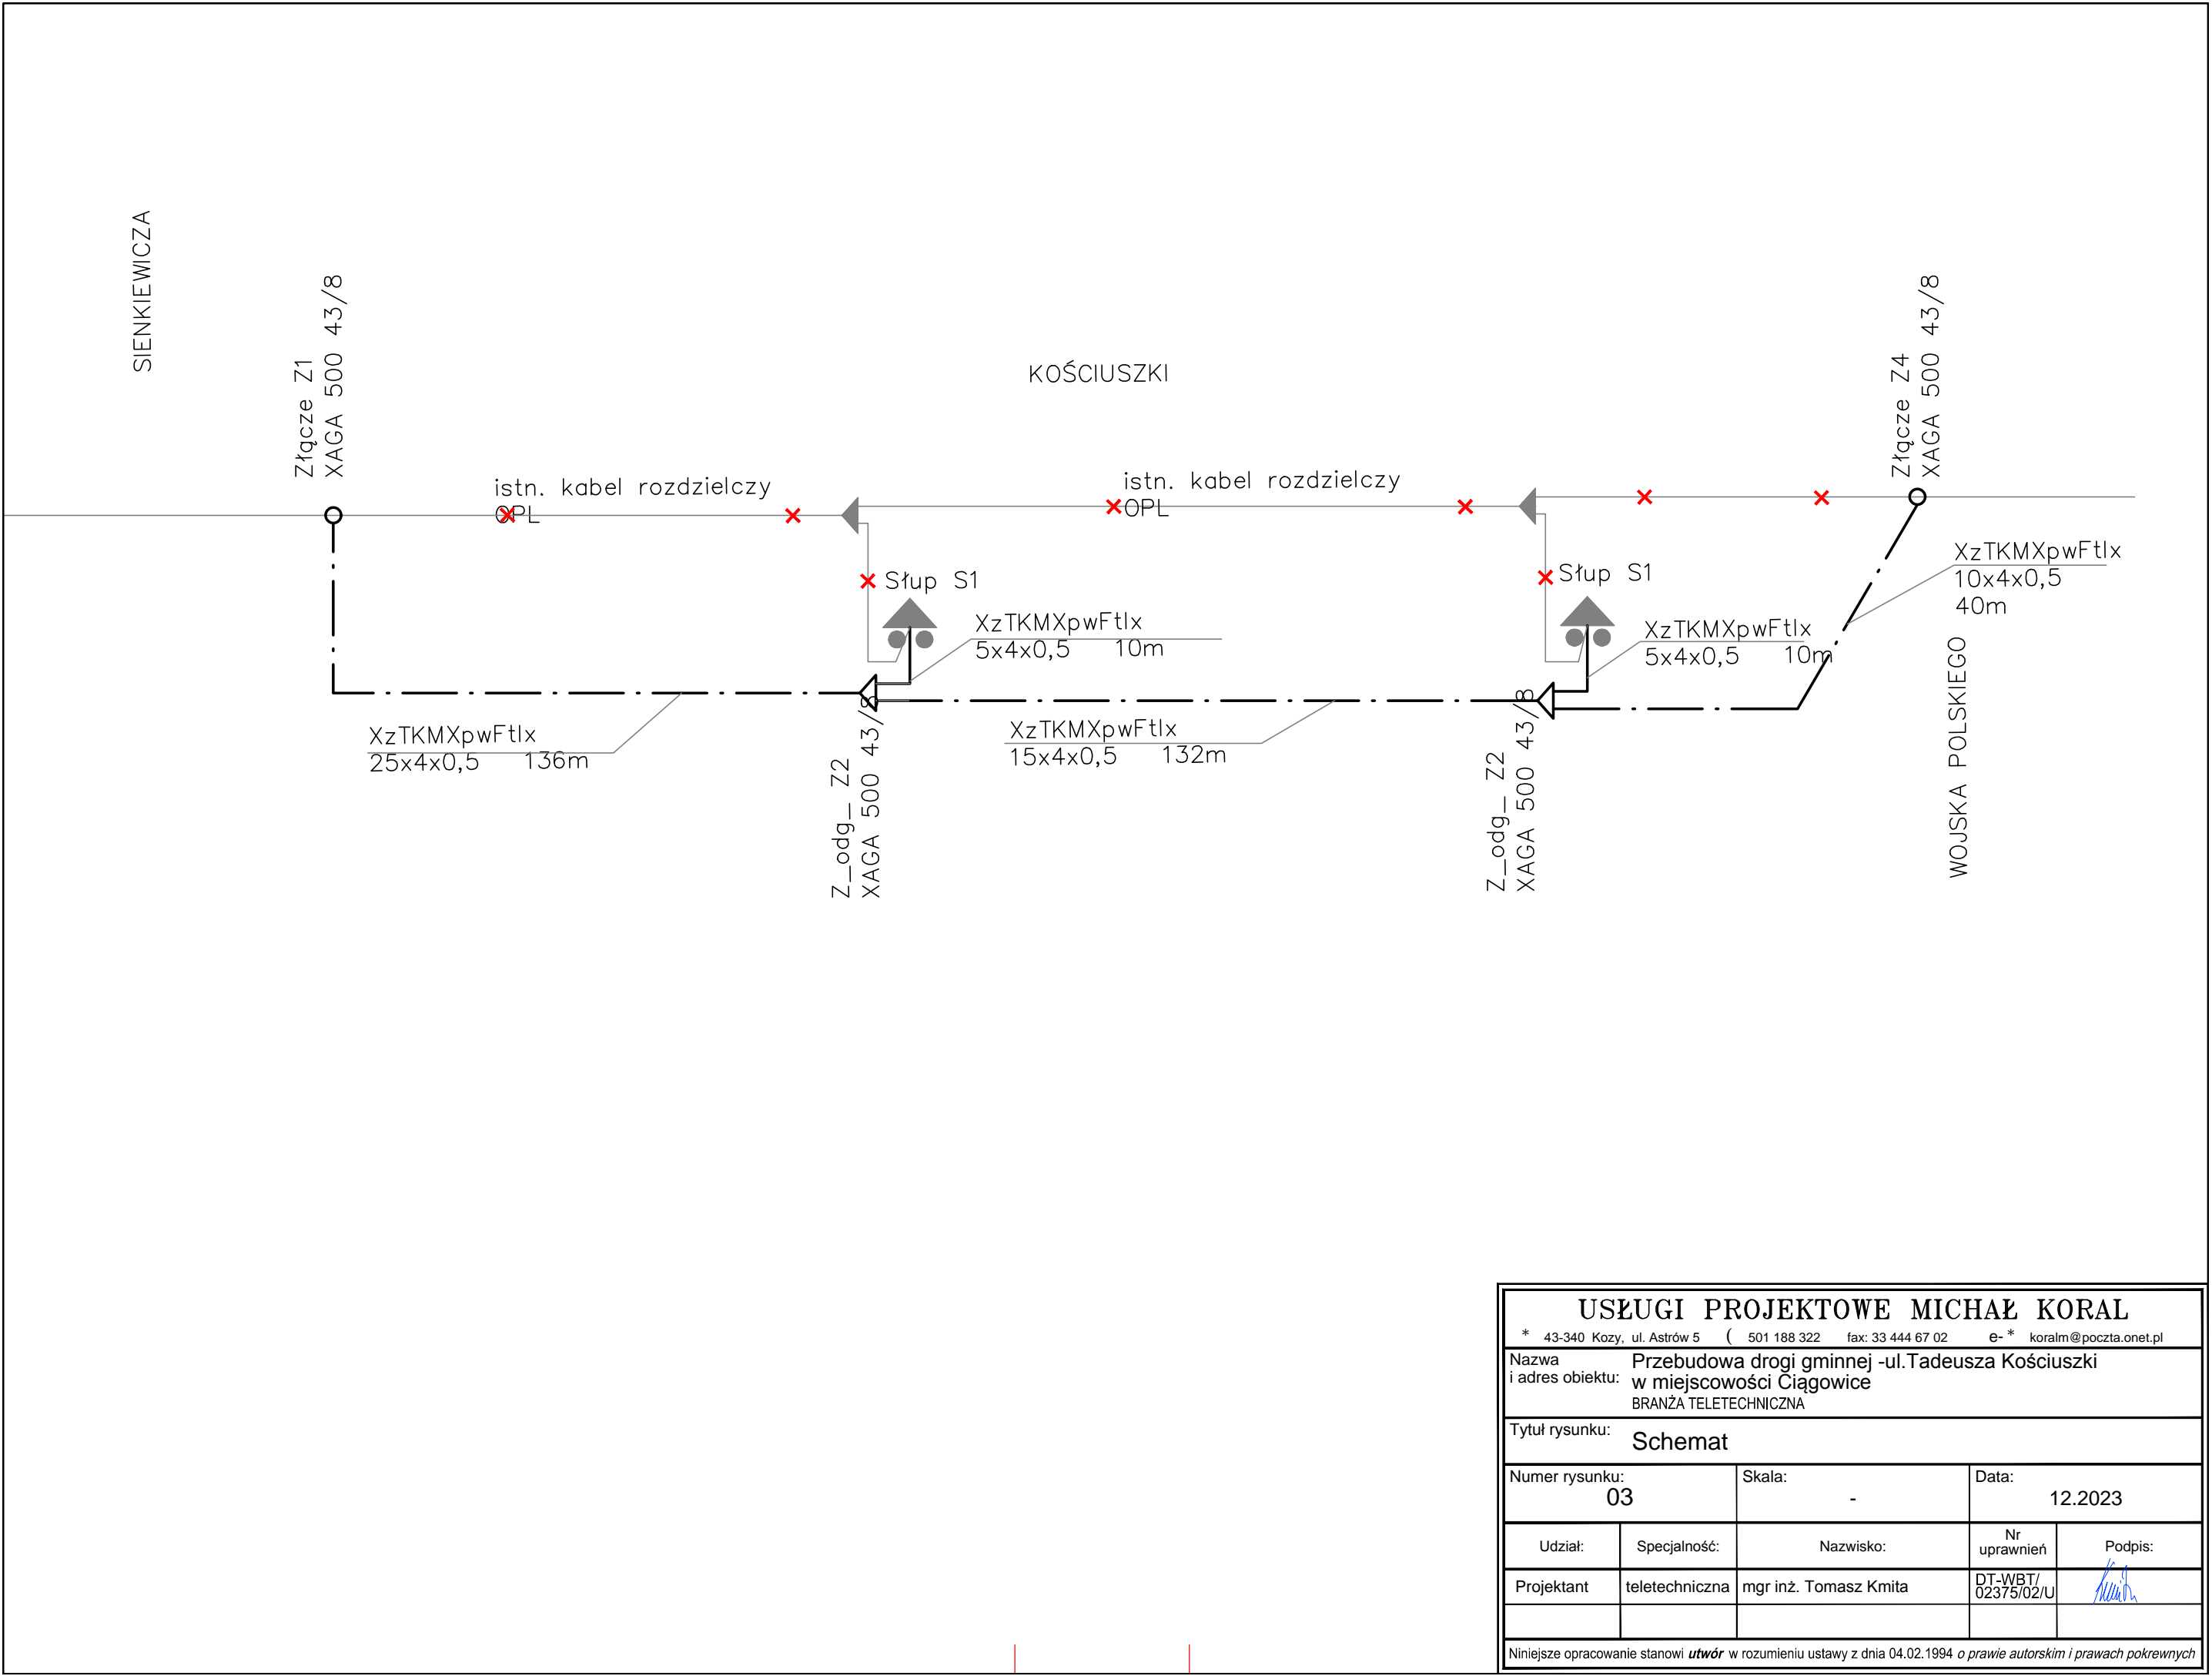 SIENKIEWICZA
Złącze Z1
XAGA 500 43/8
KOŚCIUSZKI
Złącze Z4
XAGA 500 43/8
istn. kabel rozdzielczy
OPL
istn. kabel rozdzielczy
OPL
Słup S1
Słup S1
XzTKMXpwFtlx
10x4x0,5
40m
XzTKMXpwFtlx
5x4x0,5 10m
XzTKMXpwFtlx
5x4x0,5 10m
WOJSKA POLSKIEGO
XzTKMXpwFtlx
25x4x0,5 136m
XzTKMXpwFtlx
15x4x0,5 132m
Z_odg_ Z2
XAGA 500 43/8
Z_odg_ Z2
XAGA 500 43/8
USŁUGI PROJEKTOWE MICHAŁ KORAL
* 43-340 Kozy, ul. Astrów 5 ( 501 188 322 fax: 33 444 67 02 e-* koralm@poczta.onet.pl
Nazwa
i adres obiektu:
Przebudowa drogi gminnej -ul.Tadeusza Kościuszki
w miejscowości Ciągowice
BRANŻA TELETECHNICZNA
Tytuł rysunku:
Schemat
Numer rysunku:
03
Skala:
-
Data:
12.2023
Udział:
Specjalność:
Nazwisko:
Nr
uprawnień
Podpis:
Projektant
teletechniczna
mgr inż. Tomasz Kmita
DT-WBT/
02375/02/U
Niniejsze opracowanie stanowi utwór w rozumieniu ustawy z dnia 04.02.1994 o prawie autorskim i prawach pokrewnych